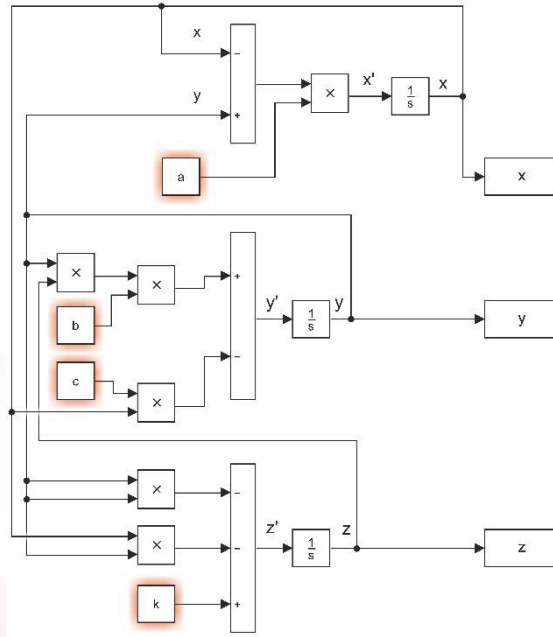 x
−
x' 1/s x
y
+
×
a
x
×
+
×
b
y' 1/s y
y
c
−
×
×
−
z' 1/s z
z
×
−
k
+